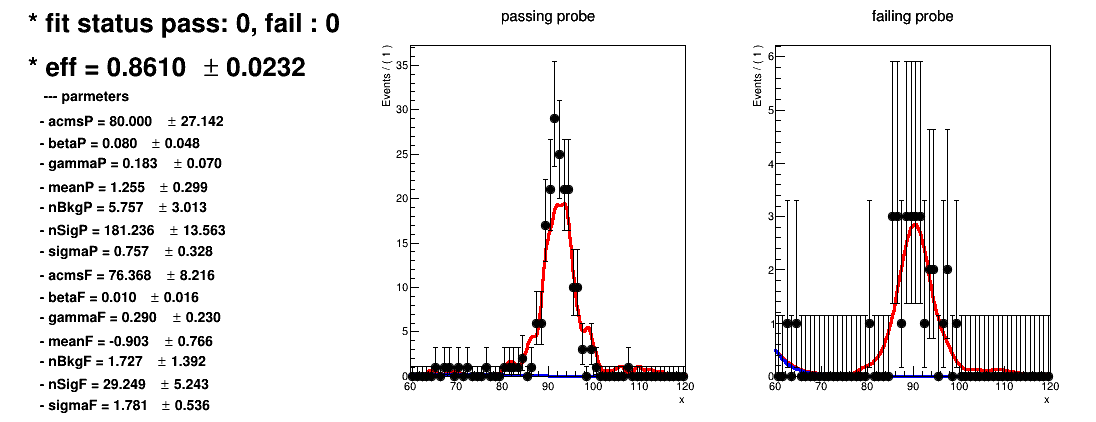 * fit status pass: 0, fail : 0
* eff = 0.8610 ± 0.0232
--- parmeters
- acmsP = 80.000 ± 27.142
- betaP = 0.080 ± 0.048
- gammaP = 0.183 ± 0.070
- meanP = 1.255 ± 0.299
- nBkgP = 5.757 ± 3.013
- nSigP = 181.236 ± 13.563
- sigmaP = 0.757 ± 0.328
- acmsF = 76.368 ± 8.216
- betaF = 0.010 ± 0.016
- gammaF = 0.290 ± 0.230
- meanF = -0.903 ± 0.766
- nBkgF = 1.727 ± 1.392
- nSigF = 29.249 ± 5.243
- sigmaF = 1.781 ± 0.536
passing probe
Events / ( 1 )
35
30
25
20
15
10
5
0
60 70 80 90 100 110 120
x
failing probe
Events / ( 1 )
6
5
4
3
2
1
0
60 70 80 90 100 110 120
x